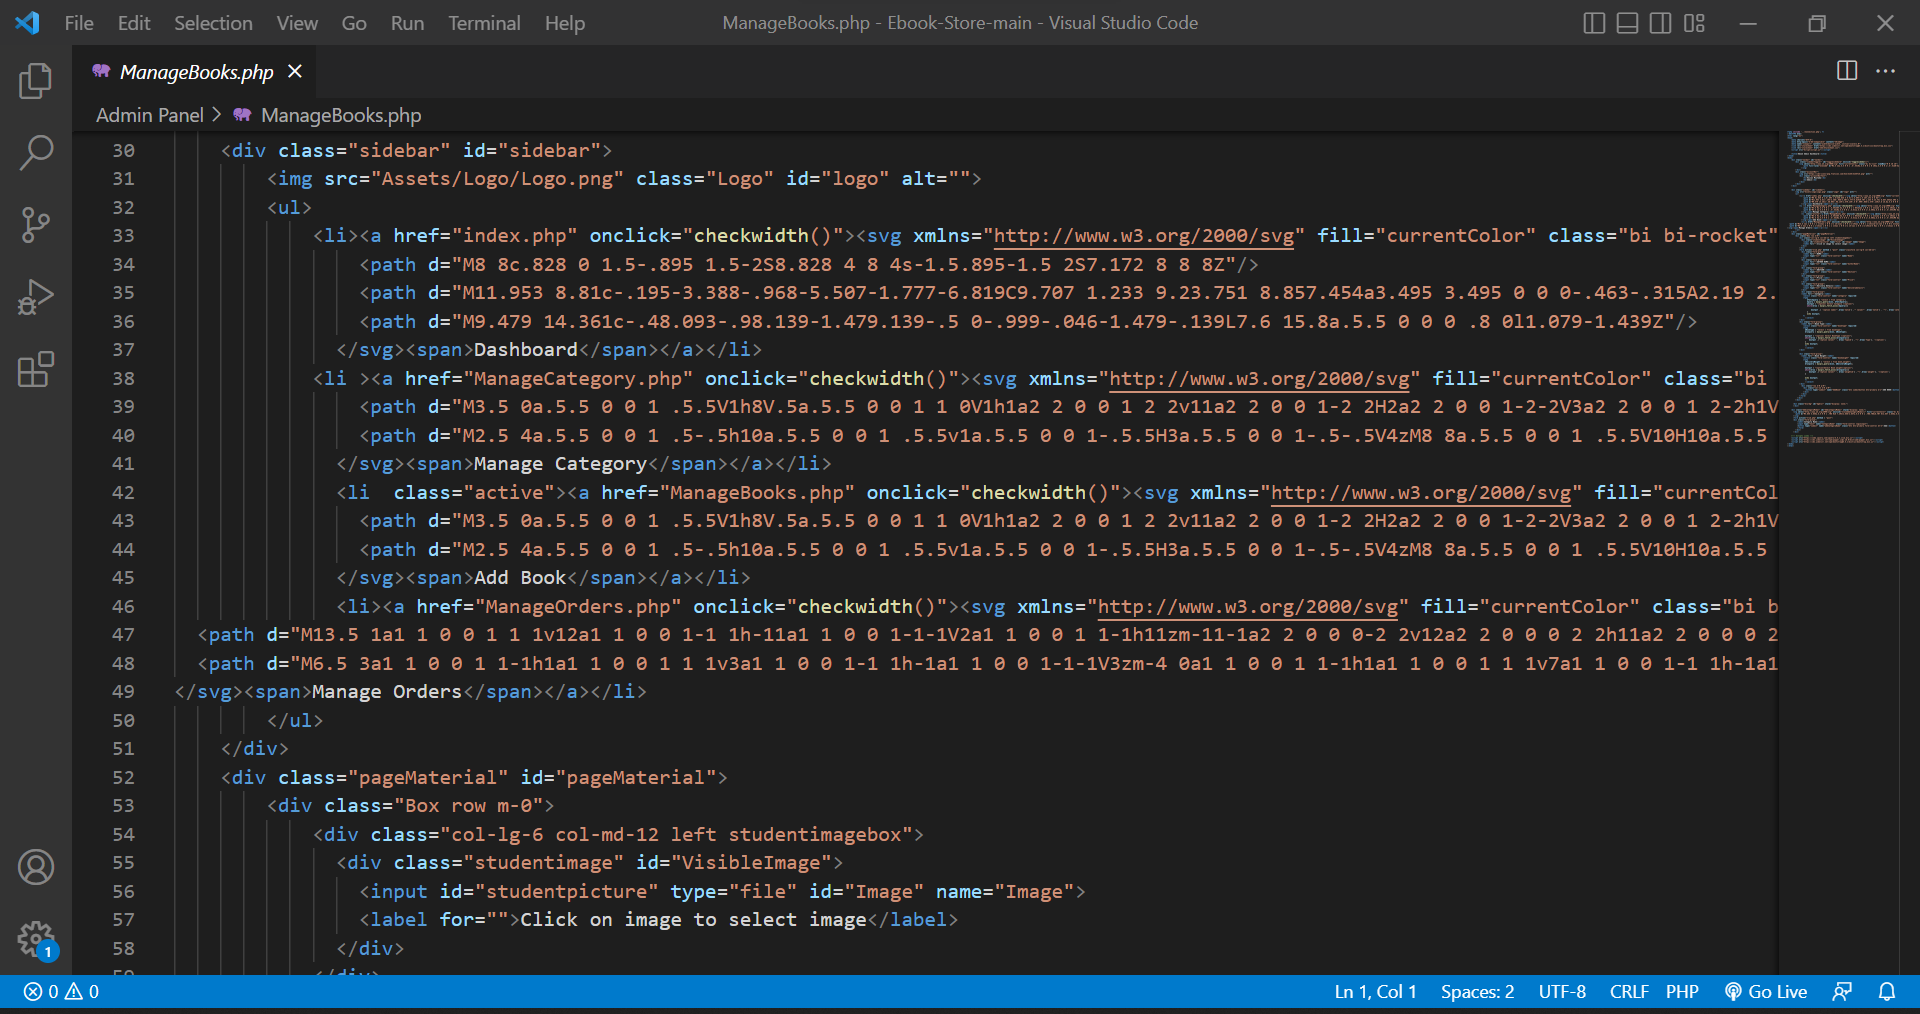 File Edit Selection View Go Run Terminal Help ManageBooks.php - Ebook-Store-main - Visual Studio Code
ManageBooks.php
Admin Panel > ManageBooks.php
30 <div class="sidebar" id="sidebar">
31 <img src="Assets/Logo/Logo.png" class="Logo" id="logo" alt="">
32 <ul>
33 <li><a href="index.php" onclick="checkwidth()"><svg xmlns="http://www.w3.org/2000/svg" fill="currentColor" class="bi bi-rocket"
34 <path d="M8 8c.828 0 1.5-.895 1.5-2S8.828 4 8 4s-1.5.895-1.5 2S7.172 8 8 8Z"/>
35 <path d="M11.953 8.81c-.195-3.388-.968-5.507-1.777-6.819C9.707 1.233 9.23.751 8.857.454a3.495 3.495 0 0 0-.463-.315A2.19 2.
36 <path d="M9.479 14.361c-.48.093-.98.139-1.479.139-.5 0-.999-.046-1.479-.139L7.6 15.8a.5.5 0 0 0 .8 0l1.079-1.439Z"/>
37 </svg><span>Dashboard</span></a></li>
38 <li ><a href="ManageCategory.php" onclick="checkwidth()"><svg xmlns="http://www.w3.org/2000/svg" fill="currentColor" class="bi
39 <path d="M3.5 0a.5.5 0 0 1 .5.5V1h8V.5a.5.5 0 0 1 1 0V1h1a2 2 0 0 1 2 2v11a2 2 0 0 1-2 2H2a2 2 0 0 1-2-2V3a2 2 0 0 1 2-2h1V
40 <path d="M2.5 4a.5.5 0 0 1 .5-.5h10a.5.5 0 0 1 .5.5v1a.5.5 0 0 1-.5.5H3a.5.5 0 0 1-.5-.5V4zM8 8a.5.5 0 0 1 .5.5V10H10a.5.5
41 </svg><span>Manage Category</span></a></li>
42 <li  class="active"><a href="ManageBooks.php" onclick="checkwidth()"><svg xmlns="http://www.w3.org/2000/svg" fill="currentCol
43 <path d="M3.5 0a.5.5 0 0 1 .5.5V1h8V.5a.5.5 0 0 1 1 0V1h1a2 2 0 0 1 2 2v11a2 2 0 0 1-2 2H2a2 2 0 0 1-2-2V3a2 2 0 0 1 2-2h1V
44 <path d="M2.5 4a.5.5 0 0 1 .5-.5h10a.5.5 0 0 1 .5.5v1a.5.5 0 0 1-.5.5H3a.5.5 0 0 1-.5-.5V4zM8 8a.5.5 0 0 1 .5.5V10H10a.5.5
45 </svg><span>Add Book</span></a></li>
46 <li><a href="ManageOrders.php" onclick="checkwidth()"><svg xmlns="http://www.w3.org/2000/svg" fill="currentColor" class="bi b
47 <path d="M13.5 1a1 1 0 0 1 1 1v12a1 1 0 0 1-1 1h-11a1 1 0 0 1-1-1V2a1 1 0 0 1 1-1h11zm-11-1a2 2 0 0 0-2 2v12a2 2 0 0 0 2 2h11a2 2 0 0 0 2
48 <path d="M6.5 3a1 1 0 0 1 1-1h1a1 1 0 0 1 1 1v3a1 1 0 0 1-1 1h-1a1 1 0 0 1-1-1V3zm-4 0a1 1 0 0 1 1-1h1a1 1 0 0 1 1 1v7a1 1 0 0 1-1 1h-1a1
49 </svg><span>Manage Orders</span></a></li>
50 </ul>
51 </div>
52 <div class="pageMaterial" id="pageMaterial">
53 <div class="Box row m-0">
54 <div class="col-lg-6 col-md-12 left studentimagebox">
55 <div class="studentimage" id="VisibleImage">
56 <input id="studentpicture" type="file" id="Image" name="Image">
57 <label for="">Click on image to select image</label>
58 </div>
59 </div>
1
0 0 Ln 1, Col 1 Spaces: 2 UTF-8 CRLF PHP Go Live